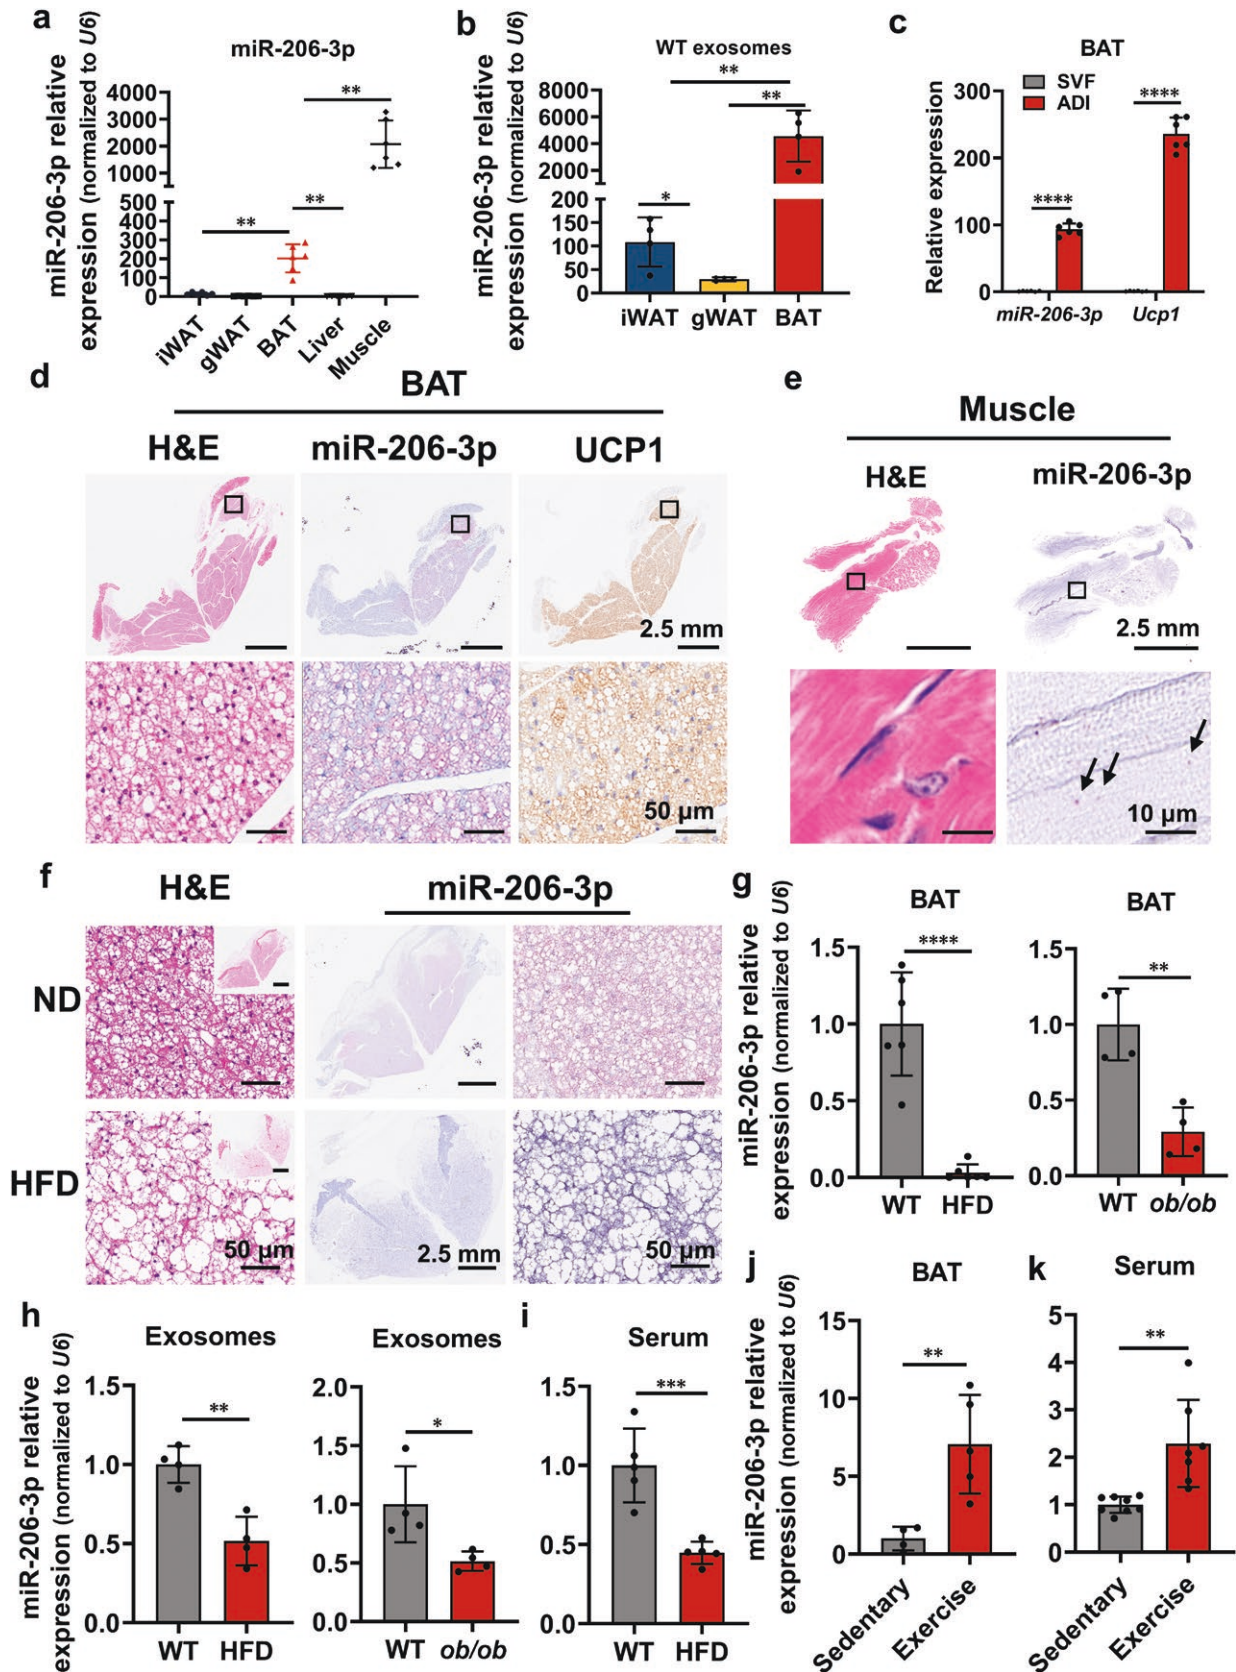 a
miR-206-3p
miR-206-3p relative
expression (normalized to U6)
4000
3000
2000
1000
500
400
300
200
100
0
**
**
**
iWAT
gWAT
BAT
Liver
Muscle
b
WT exosomes
miR-206-3p relative
expression (normalized to U6)
8000
6000
4000
2000
200
150
100
50
0
**
**
*
iWAT
gWAT
BAT
c
BAT
SVF
ADI
Relative expression
300
200
100
0
****
****
miR-206-3p
Ucp1
d
BAT
H&E
miR-206-3p
UCP1
2.5 mm
50 µm
e
Muscle
H&E
miR-206-3p
2.5 mm
10 µm
f
H&E
miR-206-3p
ND
HFD
50 µm
2.5 mm
50 µm
g
miR-206-3p relative
expression (normalized to U6)
BAT
1.5
1.0
0.5
0.0
****
WT
HFD
BAT
1.5
1.0
0.5
0.0
**
WT
ob/ob
h
miR-206-3p relative
expression (normalized to U6)
Exosomes
1.5
1.0
0.5
0.0
**
WT
HFD
Exosomes
2.0
1.5
1.0
0.5
0.0
*
WT
ob/ob
i
Serum
1.5
1.0
0.5
0.0
***
WT
HFD
j
BAT
miR-206-3p relative
expression (normalized to U6)
15
10
5
0
**
Sedentary
Exercise
k
Serum
5
4
3
2
1
0
**
Sedentary
Exercise